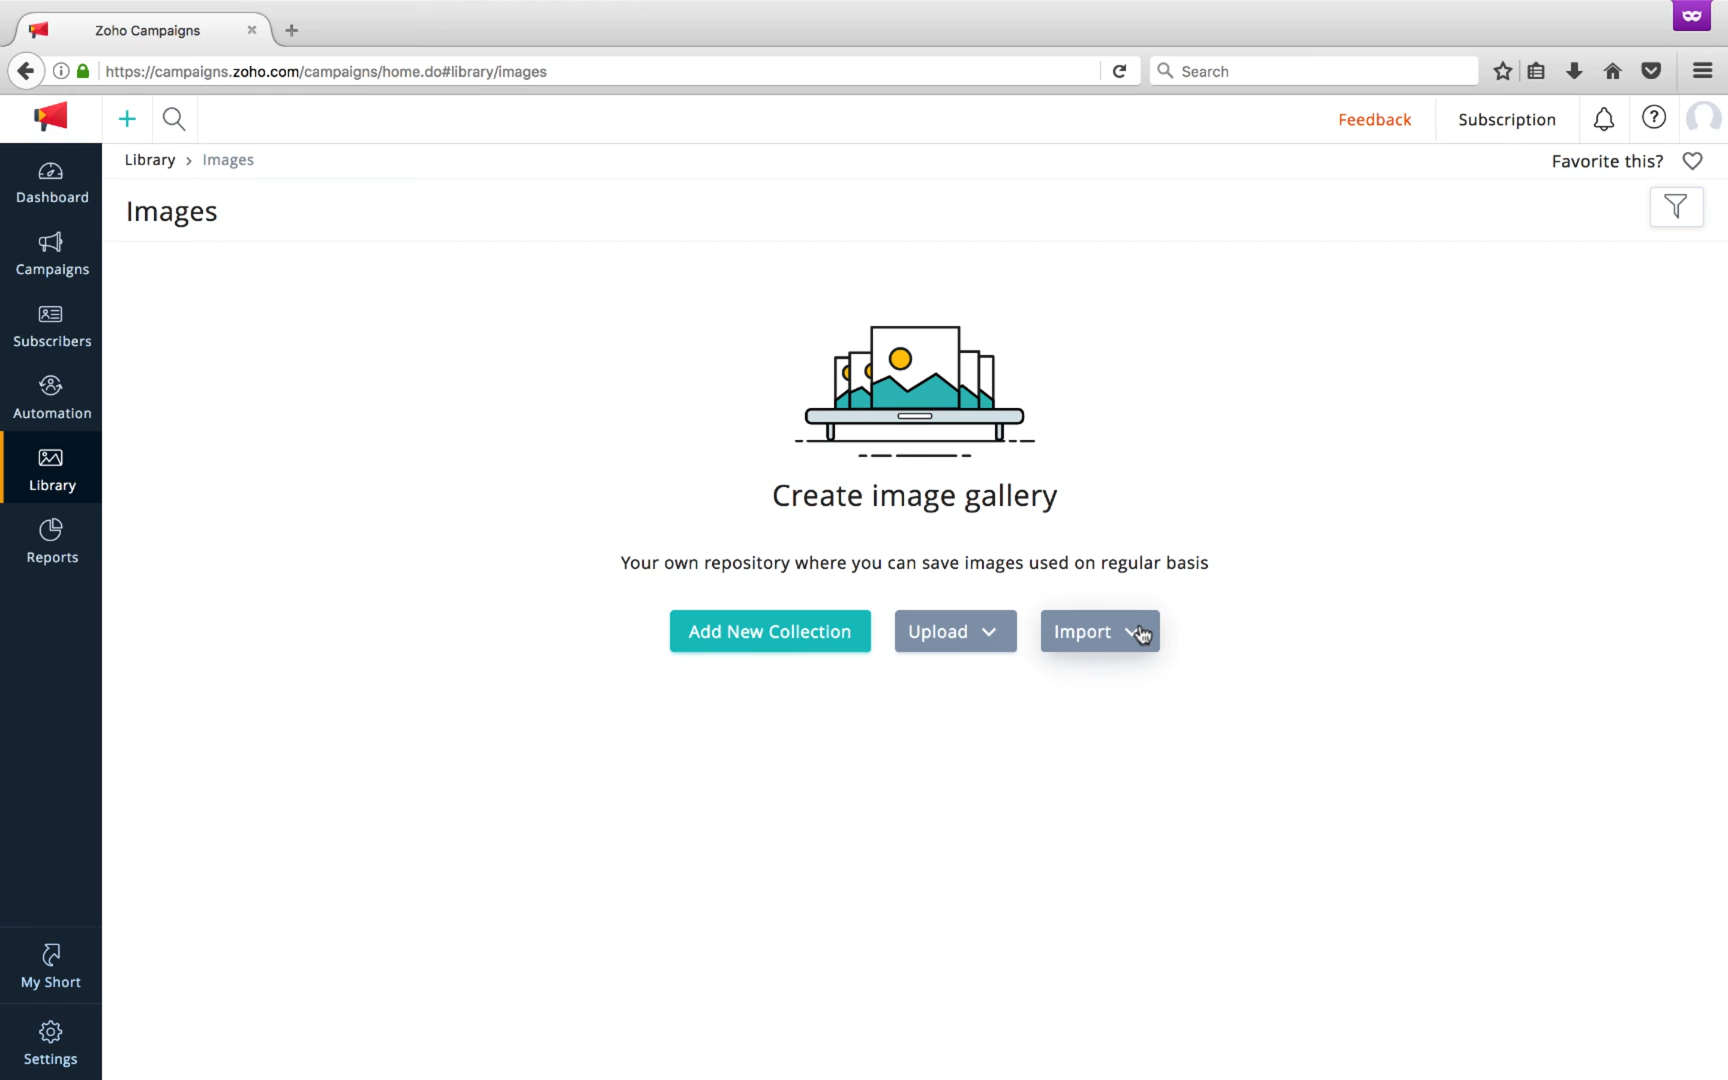 Zoho Campaigns
https://campaigns.zoho.com/campaigns/home.do#library/images
Search
Feedback
Subscription
Library > Images
Favorite this?
Dashboard
Images
Campaigns
Subscribers
Automation
Library
Reports
Create image gallery
Your own repository where you can save images used on regular basis
Add New Collection
Upload
Import
My Short
Settings